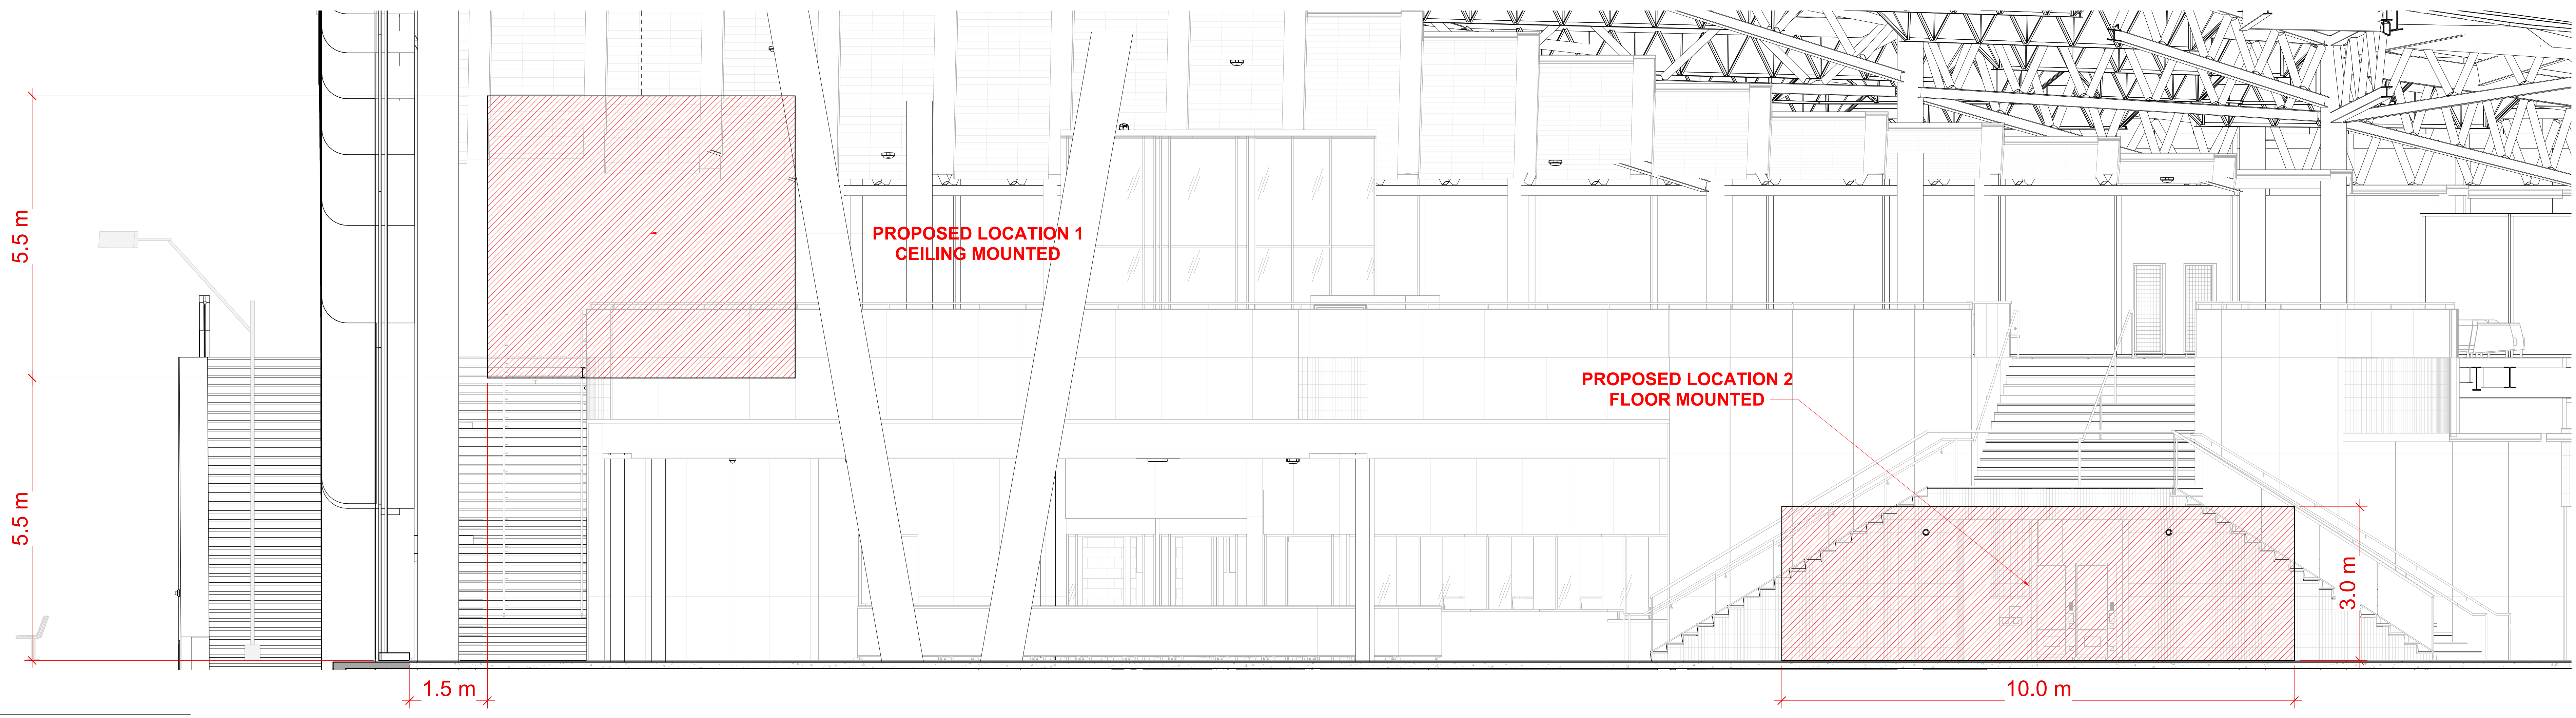 5.5 m
PROPOSED LOCATION 1
CEILING MOUNTED
PROPOSED LOCATION 2
FLOOR MOUNTED
5.5 m
3.0 m
1.5 m
10.0 m